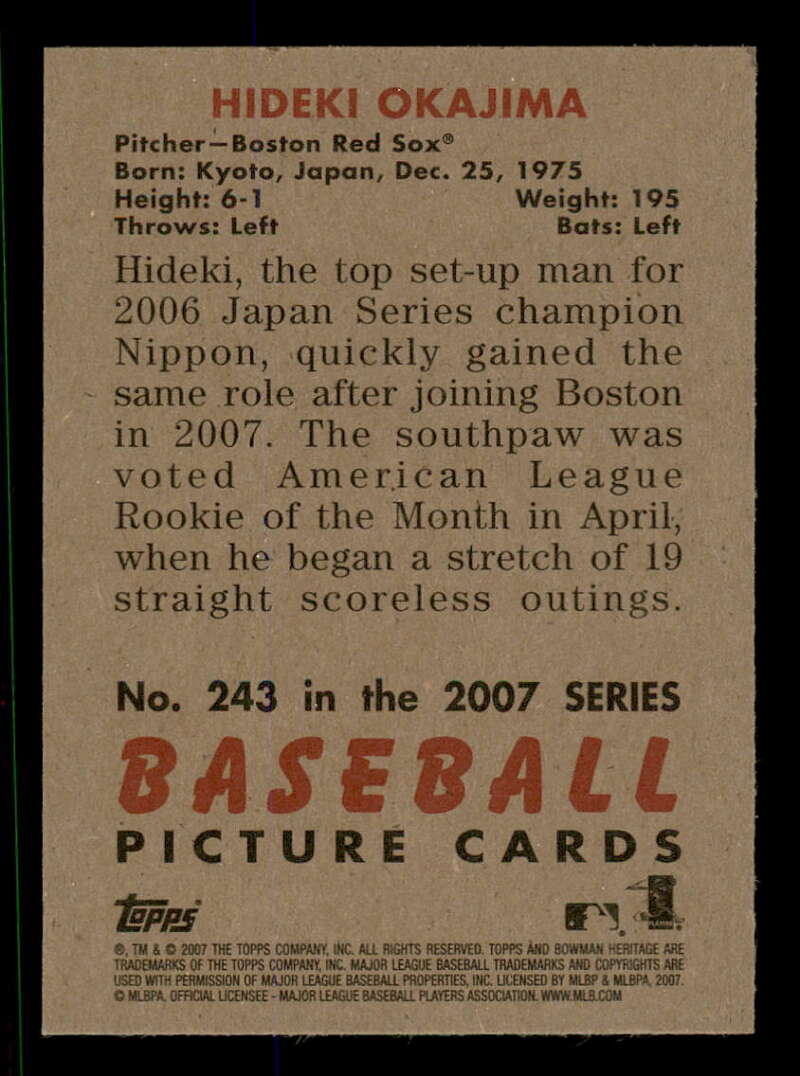 HIDEKI OKAJIMA
Pitcher—Boston Red Sox®
Born: Kyoto, Japan, Dec. 25, 1975
Height: 6-1 Weight: 195
Throws: Left Bats: Left
Hideki, the top set-up man for
2006 Japan Series champion
Nippon, quickly gained the
same role after joining Boston
in 2007. The southpaw was
voted American League
Rookie of the Month in April,
when he began a stretch of 19
straight scoreless outings.
No. 243 in the 2007 SERIES
BASEBALL
PICTURE CARDS
topps
®, TM & © 2007 THE TOPPS COMPANY, INC. ALL RIGHTS RESERVED. TOPPS AND BOWMAN HERITAGE ARE
TRADEMARKS OF THE TOPPS COMPANY, INC. MAJOR LEAGUE BASEBALL TRADEMARKS AND COPYRIGHTS ARE
USED WITH PERMISSION OF MAJOR LEAGUE BASEBALL PROPERTIES, INC. LICENSED BY MLBP & MLBPA, 2007.
© MLBPA. OFFICIAL LICENSEE - MAJOR LEAGUE BASEBALL PLAYERS ASSOCIATION. WWW.MLB.COM